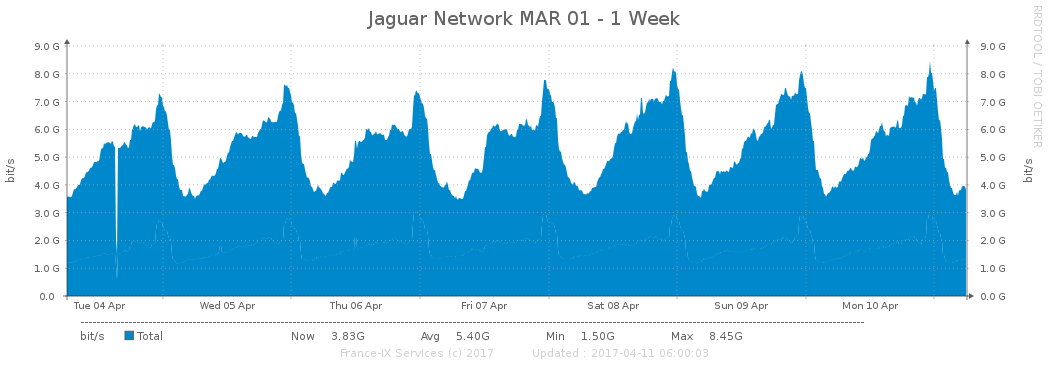 Jaguar Network MAR 01 - 1 Week
RRDTOOL / TOBI OETIKER
bit/s
9.0 G 9.0 G
8.0 G 8.0 G
7.0 G 7.0 G
6.0 G 6.0 G
5.0 G 5.0 G
4.0 G 4.0 G
3.0 G 3.0 G
2.0 G 2.0 G
1.0 G 1.0 G
0.0 0.0 G
bit/s
Tue 04 Apr Wed 05 Apr Thu 06 Apr Fri 07 Apr Sat 08 Apr Sun 09 Apr Mon 10 Apr
bit/s Total Now 3.83G Avg 5.40G Min 1.50G Max 8.45G
France-IX Services (c) 2017 Updated : 2017-04-11 06:00:03